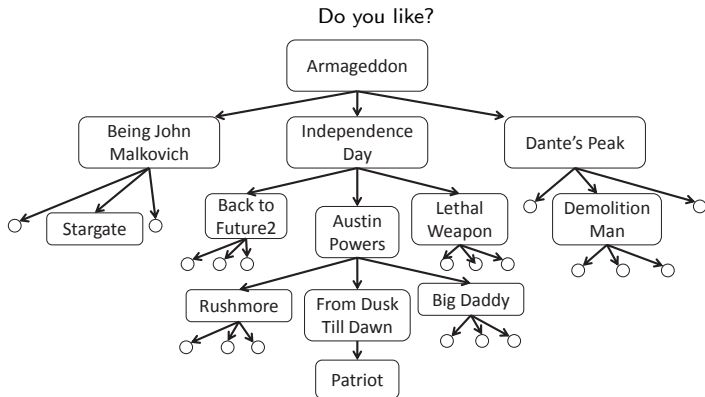 Do you like?
Armageddon
Being John
Malkovich
Independence
Day
Dante's Peak
Stargate
Back to
Future2
Austin
Powers
Lethal
Weapon
Demolition
Man
Rushmore
From Dusk
Till Dawn
Big Daddy
Patriot